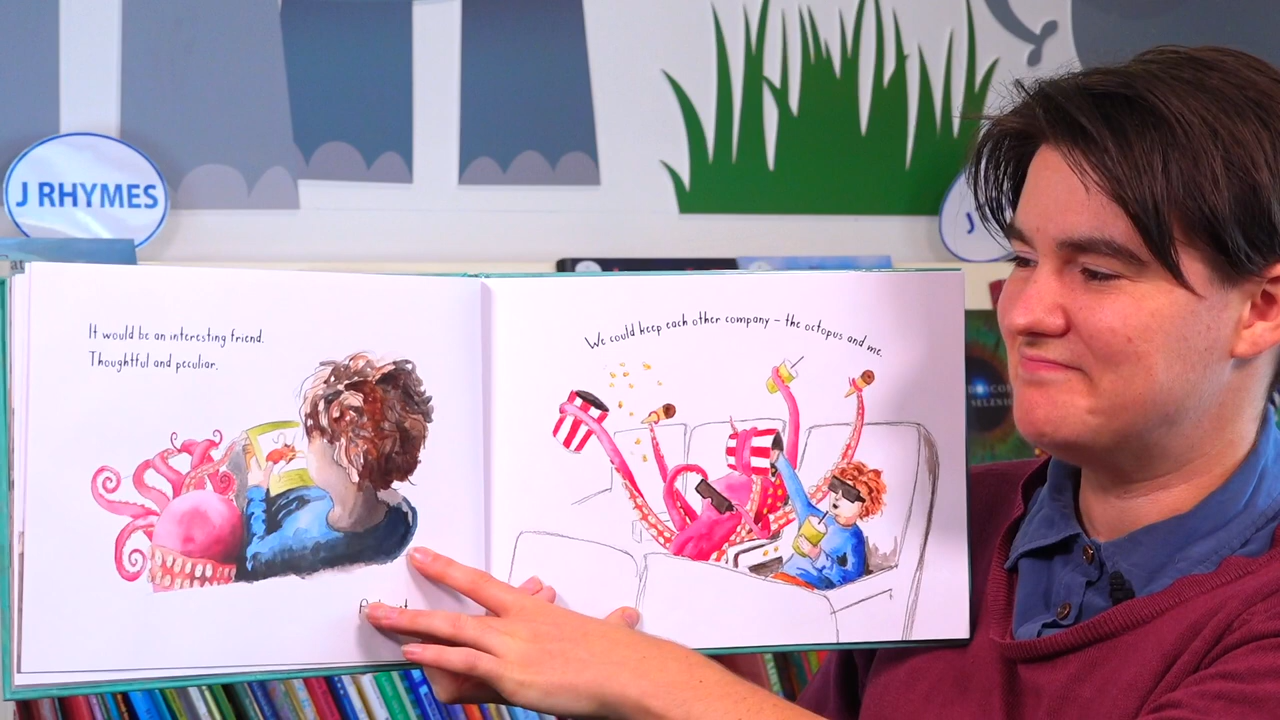 J RHYMES
J
It would be an interesting friend.
Thoughtful and peculiar.
We could keep each other company – the octopus and me.
SELZNIC